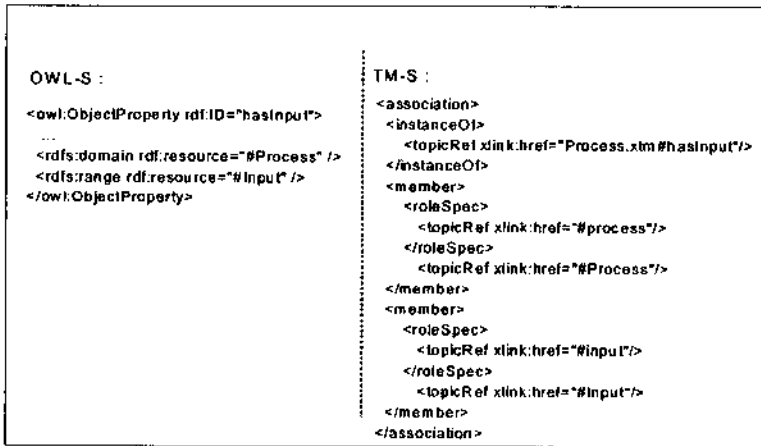 OWL-S :
<owl:ObjectProperty rdf:ID="hasInput">
...
<rdfs:domain rdf:resource="#Process" />
<rdfs:range rdf:resource="#Input" />
</owl:ObjectProperty>
TM-S :
<association>
<instanceOf>
<topicRef xlink:href="Process.xtm#hasInput"/>
</instanceOf>
<member>
<roleSpec>
<topicRef xlink:href="#process"/>
</roleSpec>
<topicRef xlink:href="#Process"/>
</member>
<member>
<roleSpec>
<topicRef xlink:href="#input"/>
</roleSpec>
<topicRef xlink:href="#Input"/>
</member>
</association>